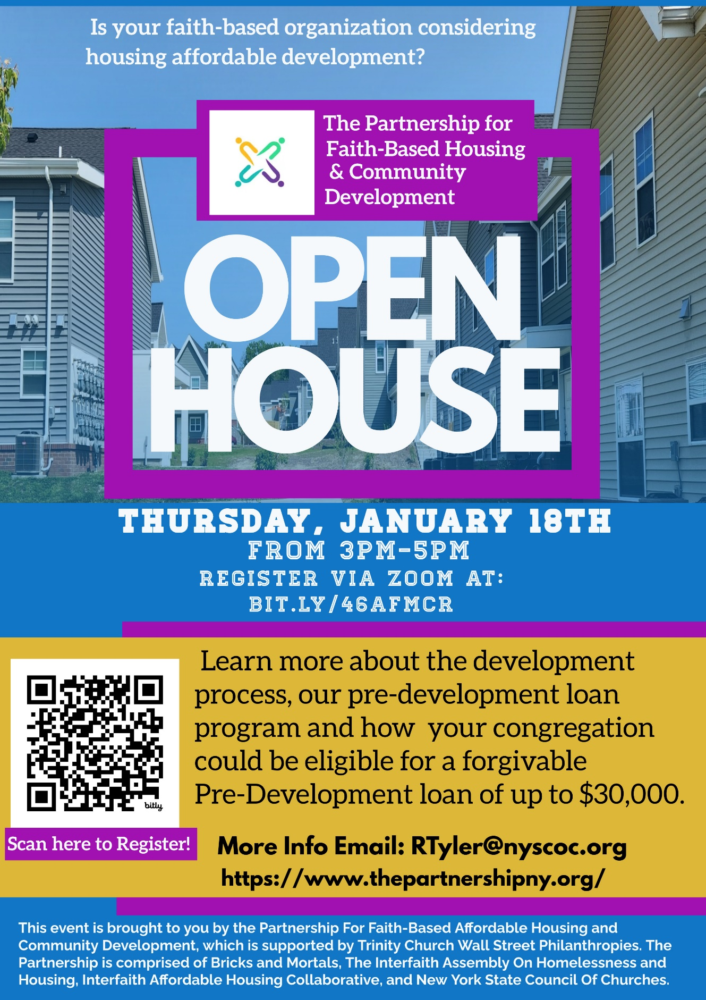 Is your faith-based organization considering
housing affordable development?
The Partnership for
Faith-Based Housing
& Community
Development
OPEN
HOUSE
THURSDAY, JANUARY 18TH
FROM 3PM-5PM
REGISTER VIA ZOOM AT:
BIT.LY/46AFMCR
Learn more about the development
process, our pre-development loan
program and how your congregation
could be eligible for a forgivable
Pre-Development loan of up to $30,000.
bitly
Scan here to Register!
More Info Email: RTyler@nyscoc.org
https://www.thepartnershipny.org/
This event is brought to you by the Partnership For Faith-Based Affordable Housing and
Community Development, which is supported by Trinity Church Wall Street Philanthropies. The
Partnership is comprised of Bricks and Mortals, The Interfaith Assembly On Homelessness and
Housing, Interfaith Affordable Housing Collaborative, and New York State Council Of Churches.